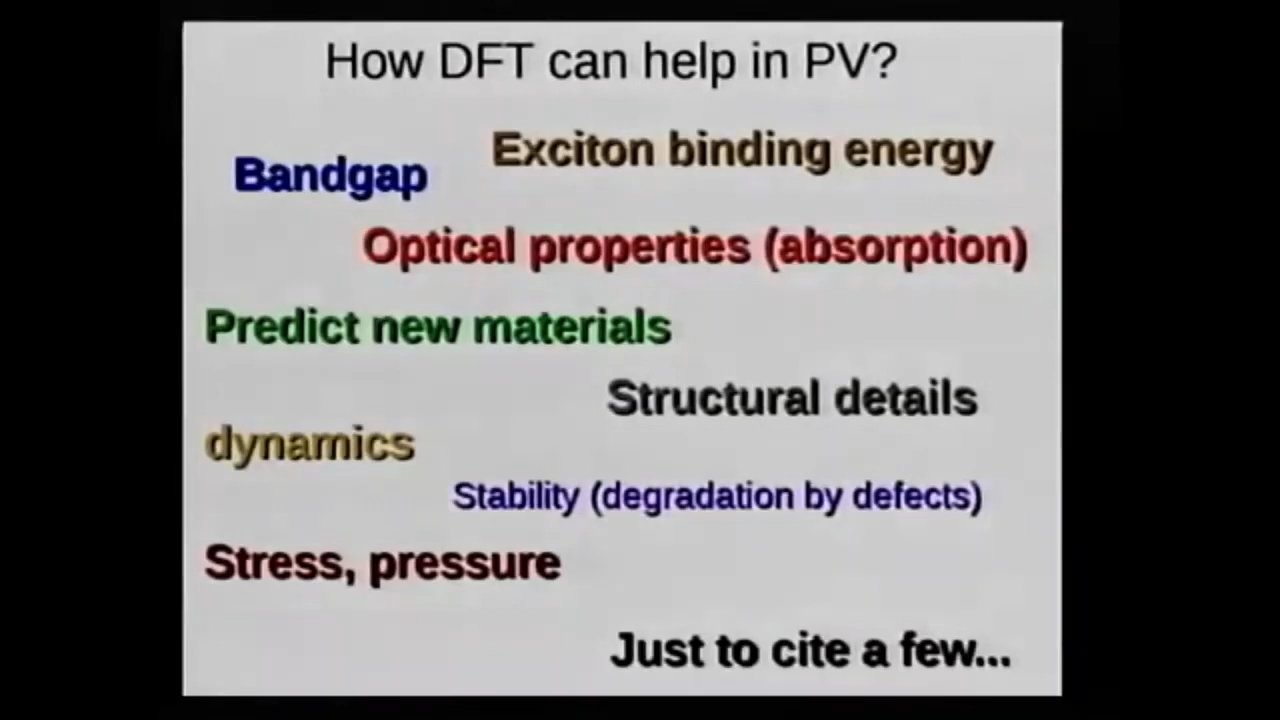 How DFT can help in PV?
Exciton binding energy
Bandgap
Optical properties (absorption)
Predict new materials
Structural details
dynamics
Stability (degradation by defects)
Stress, pressure
Just to cite a few...